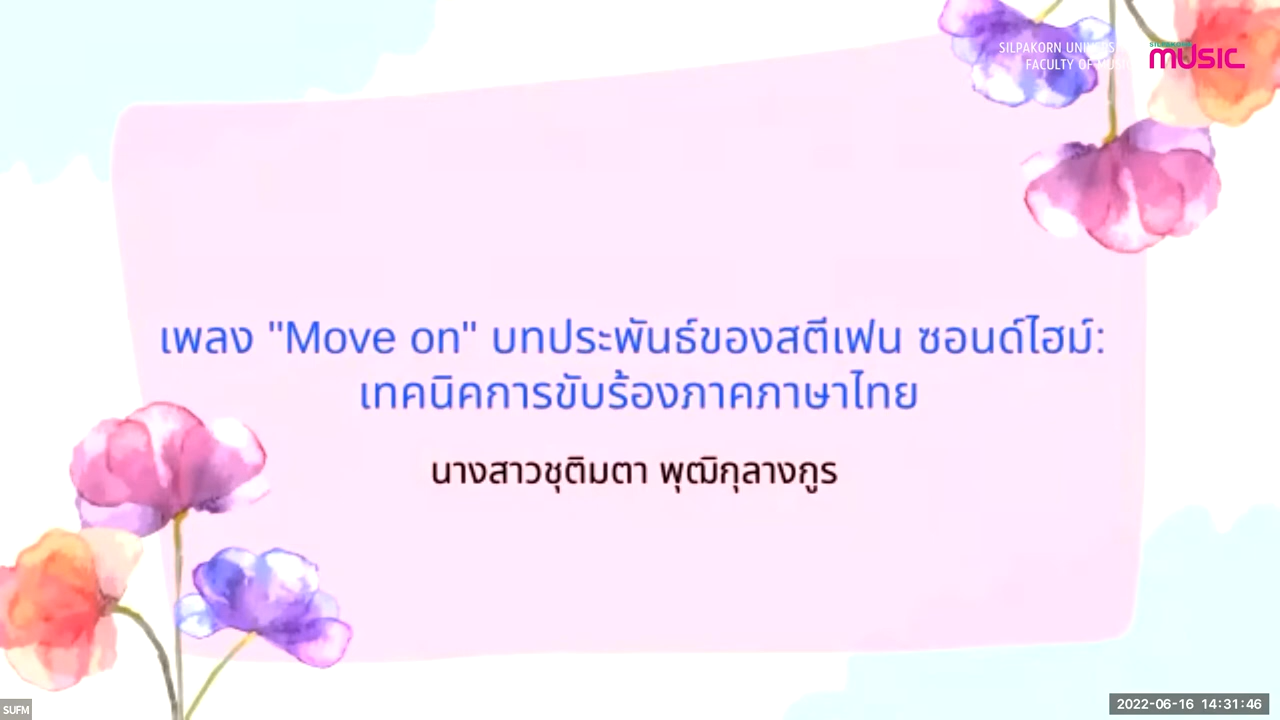 SILPAKORN UNIVERSITY
FACULTY OF MUSIC
SILPAKORN
MUSIC
เพลง "Move on" บทประพันธ์ของสตีเฟน ซอนด์ไฮม์:
เทคนิคการขับร้องภาคภาษาไทย
นางสาวชุติมตา พุฒิกุลางกูร
SUFM
2022-06-16 14:31:46